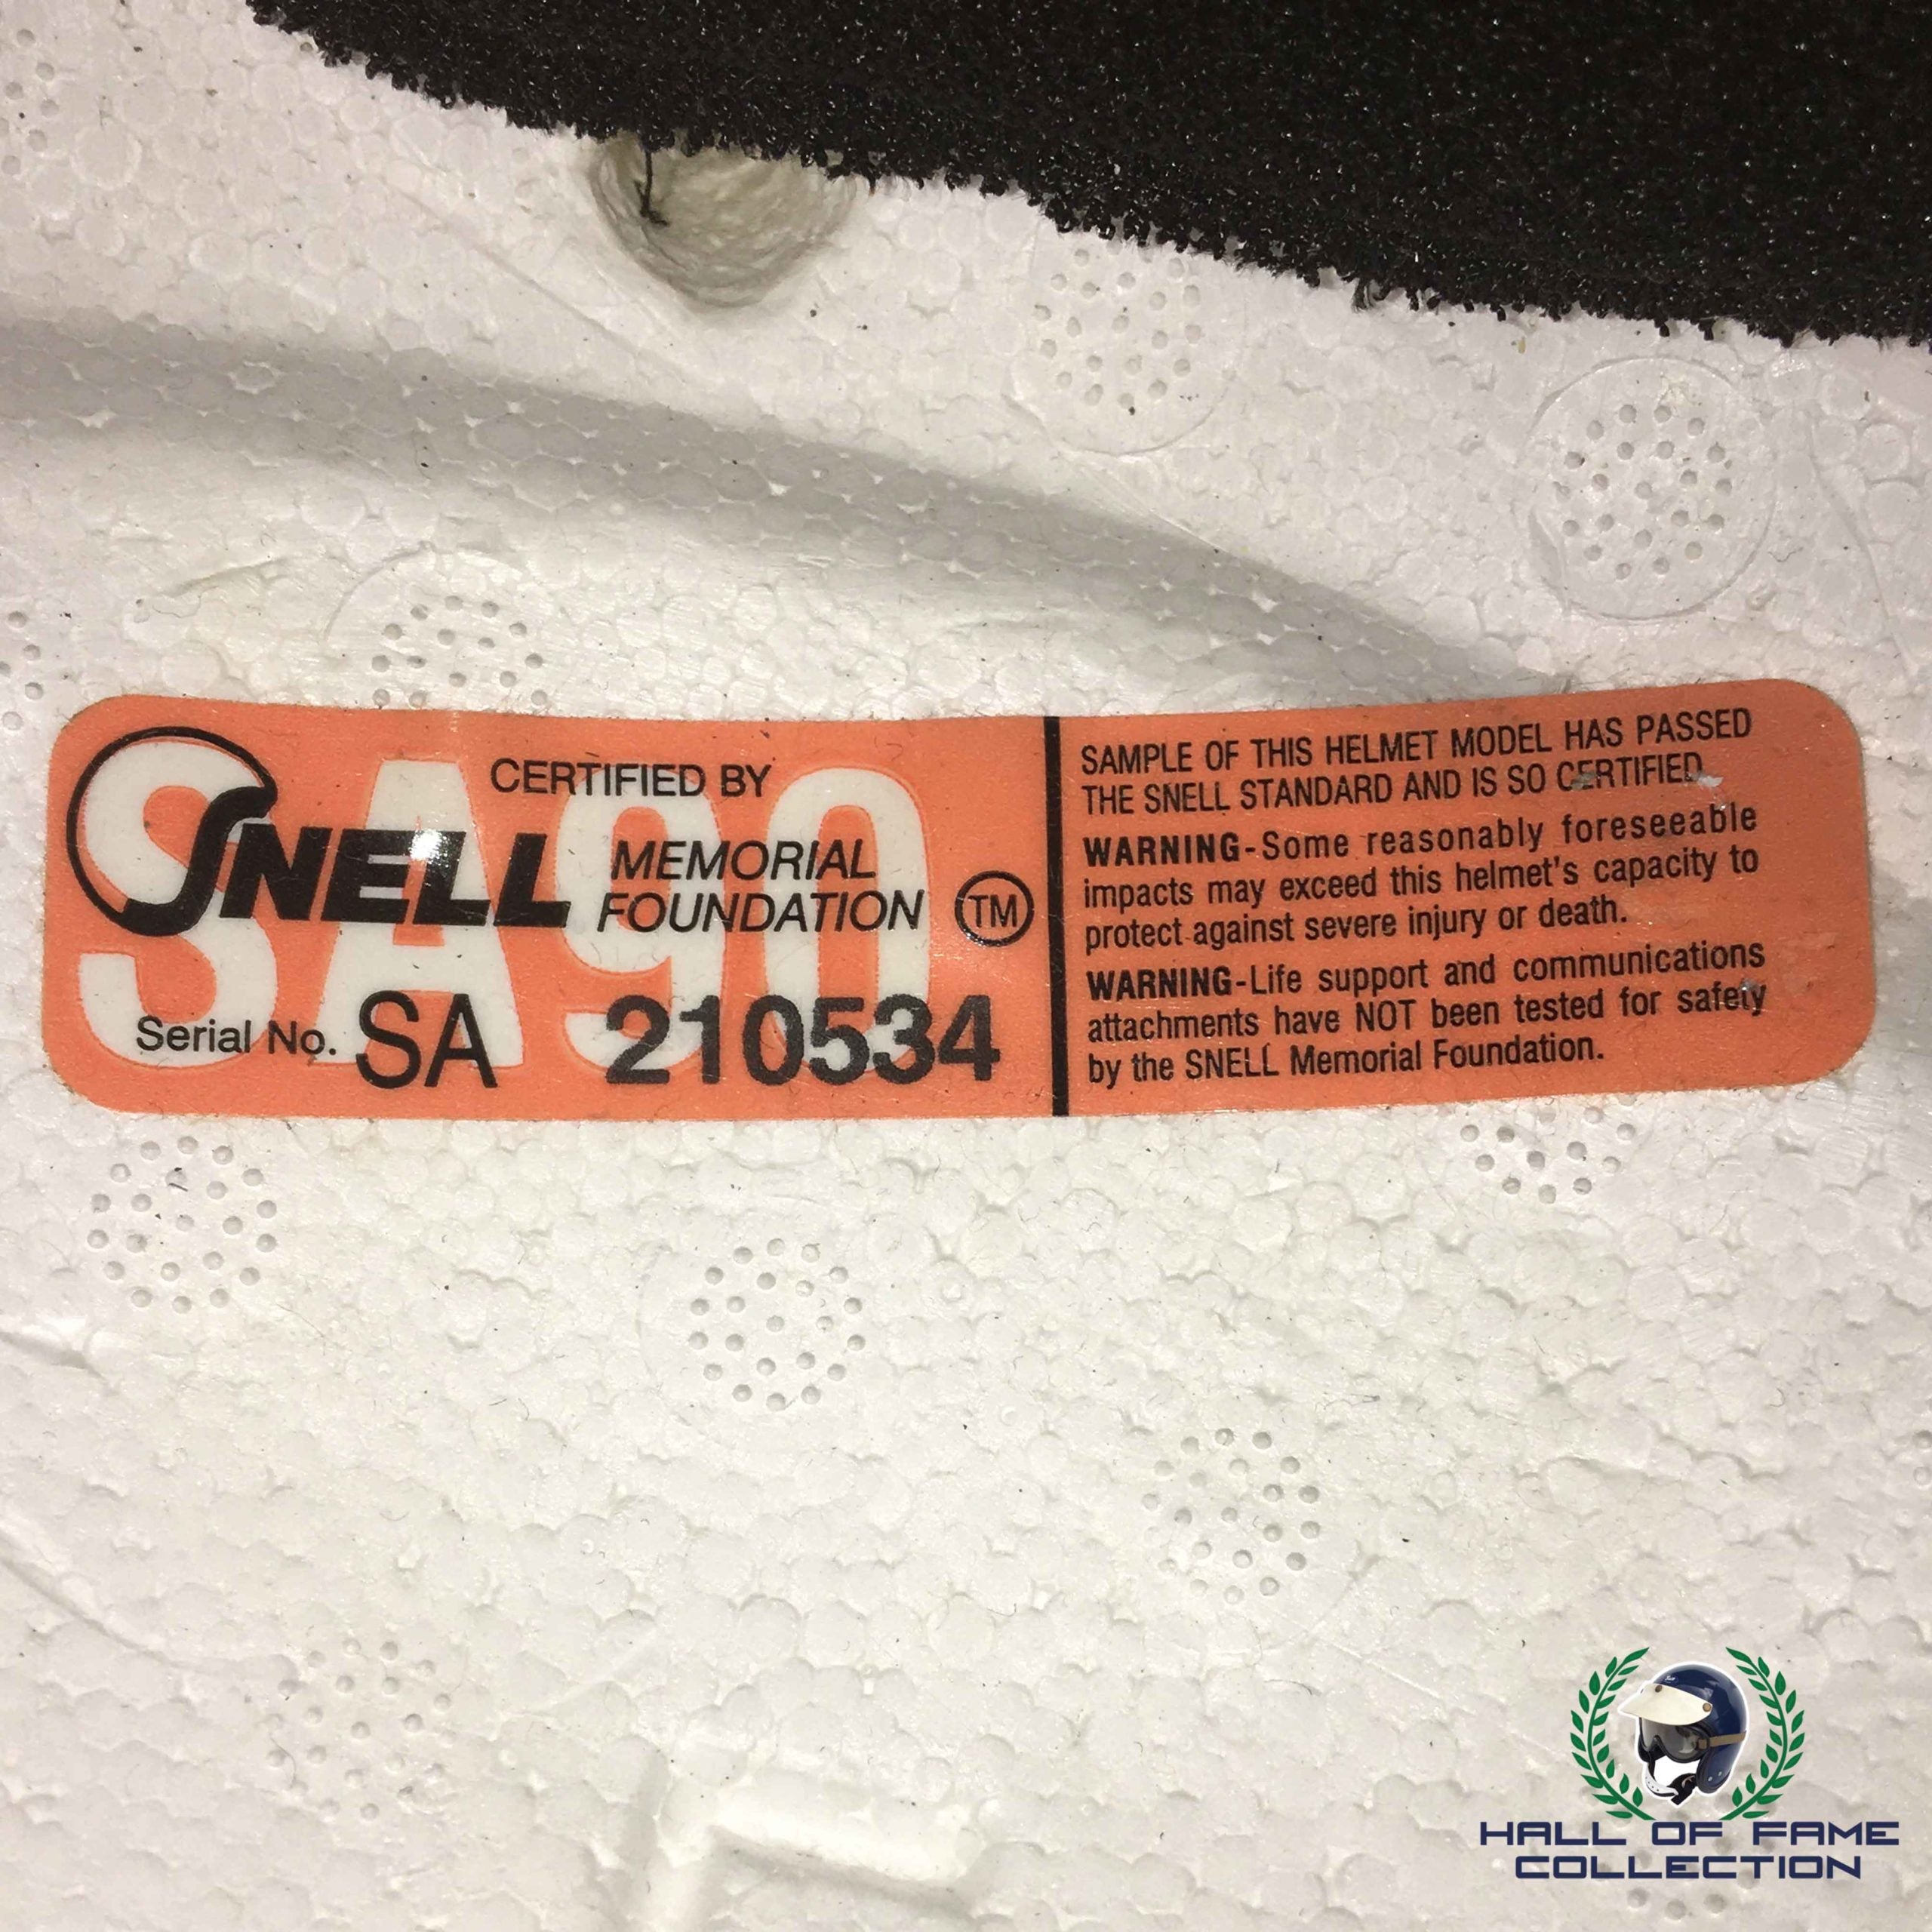 SA90
CERTIFIED BY
SNELL MEMORIAL
FOUNDATION TM
Serial No. SA 210534
SAMPLE OF THIS HELMET MODEL HAS PASSED
THE SNELL STANDARD AND IS SO CERTIFIED
WARNING-Some reasonably foreseeable
impacts may exceed this helmet's capacity to
protect against severe injury or death.
WARNING-Life support and communications
attachments have NOT been tested for safety
by the SNELL Memorial Foundation.
HALL OF FAME
COLLECTION